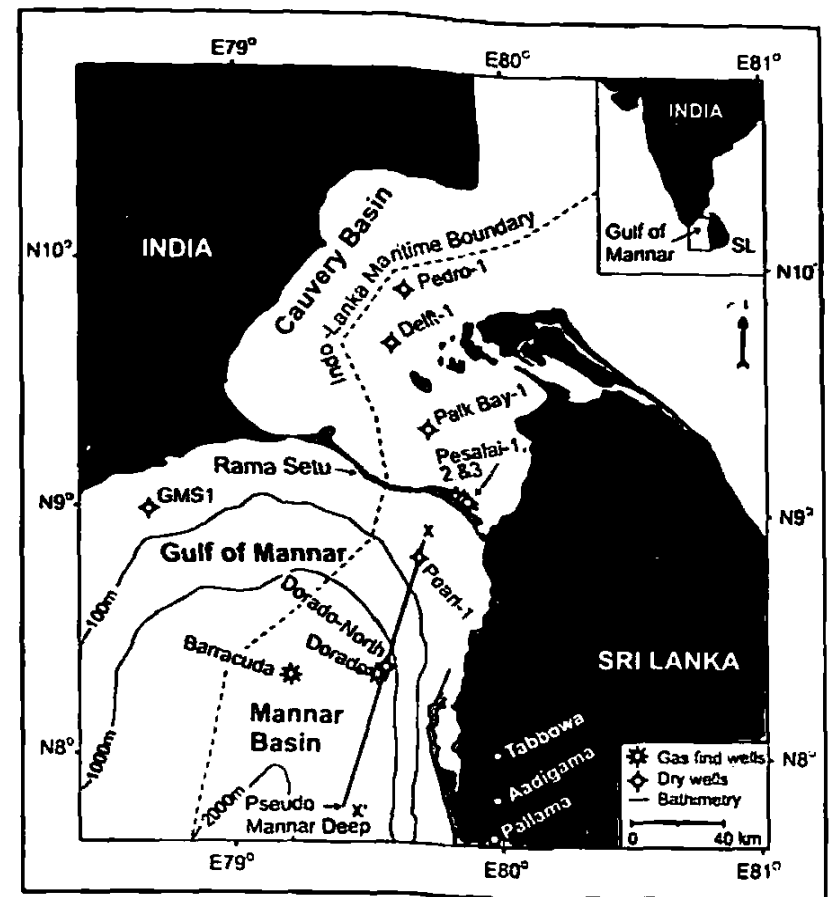 E79°
E80°
E81°
INDIA
Gulf of
Mannar
SL
Cauvery Basin
Indo-Lanka Maritime Boundary
N10°
INDIA
N10°
Pedro-1
Delft-1
Palk Bay-1
Pesalai-1,
2 &3
Rama Setu
N9°
GMS1
N9°
X
Gulf of Mannar
Pearl-1
100m
Dorado-North
Barracuda
Dorado
SRI LANKA
Mannar
Basin
N8°
1000m
Tabbowa
Aadigama
Pallama
Gas find wells
N8°
Dry wells
Bathimetry
0 40 km
2000m
Pseudo
Mannar Deep
X'
E79°
E80°
E81°